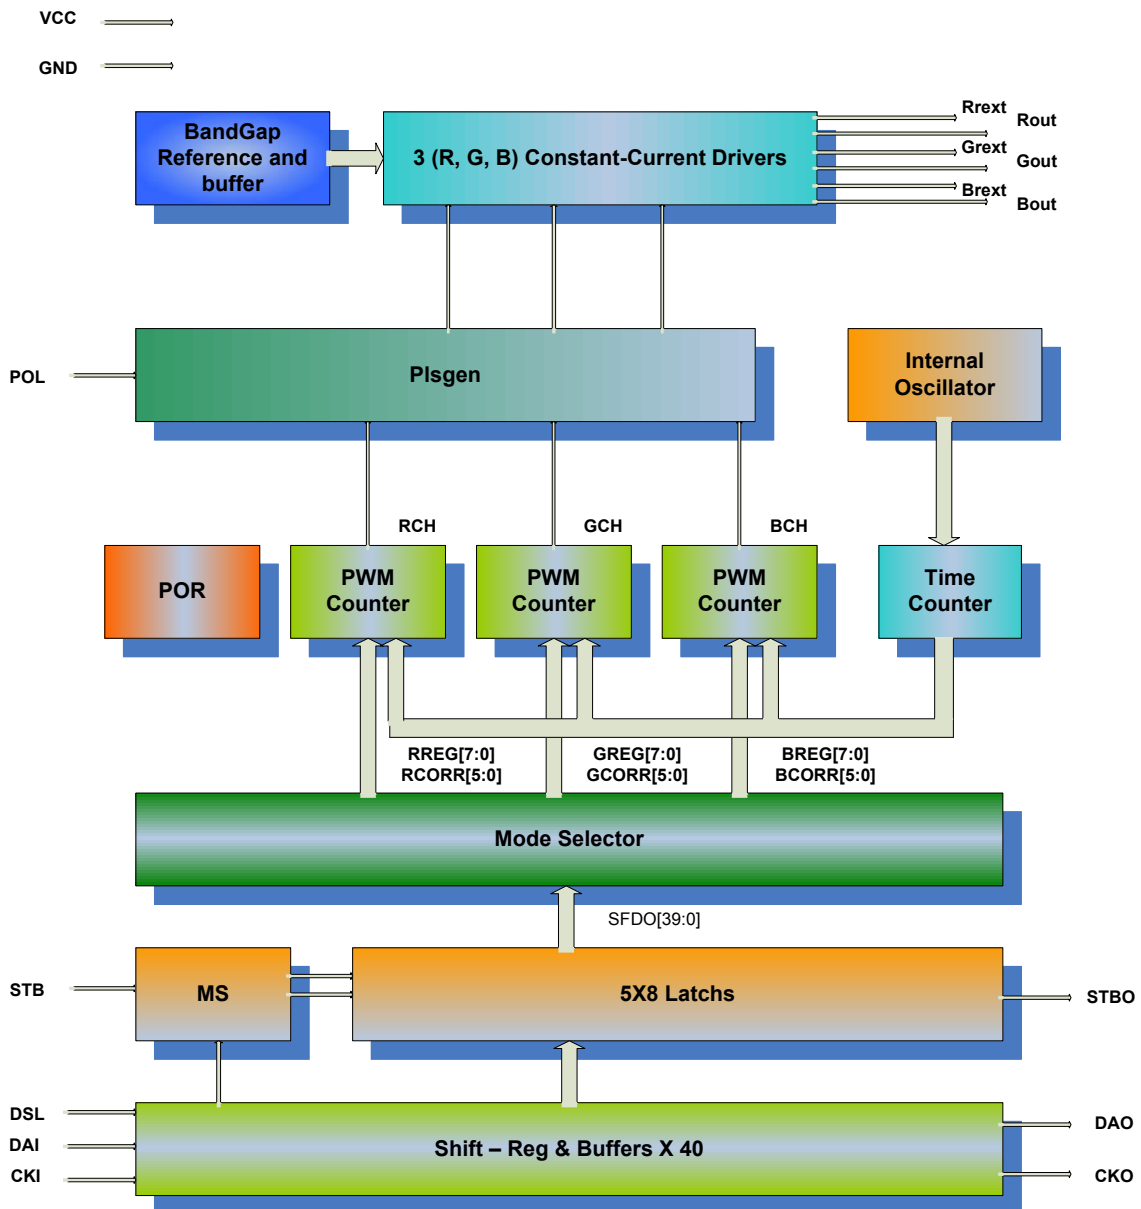 VCC
GND
BandGap
Reference and
buffer
3 (R, G, B) Constant-Current Drivers
Rrext
Rout
Grext
Gout
Brext
Bout
POL
Plsgen
Internal
Oscillator
RCH
GCH
BCH
POR
PWM
Counter
PWM
Counter
PWM
Counter
Time
Counter
RREG[7:0]
RCORR[5:0]
GREG[7:0]
GCORR[5:0]
BREG[7:0]
BCORR[5:0]
Mode Selector
SFDO[39:0]
STB
MS
5X8 Latchs
STBO
DSL
DAI
CKI
Shift – Reg & Buffers X 40
DAO
CKO